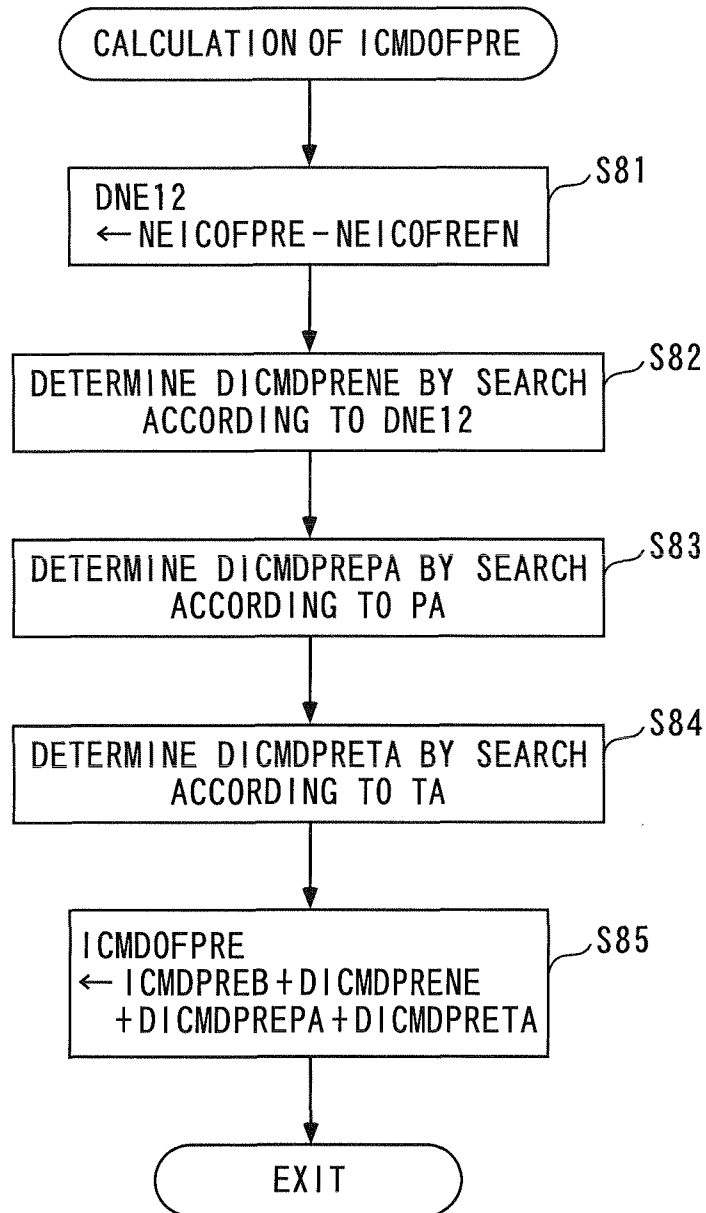 CALCULATION OF ICMDOFPRE
S81
DNE12
←NEICOFPRE-NEICOFREFN
S82
DETERMINE DICMDPRENE BY SEARCH
ACCORDING TO DNE12
S83
DETERMINE DICMDPREPA BY SEARCH
ACCORDING TO PA
S84
DETERMINE DICMDPRETA BY SEARCH
ACCORDING TO TA
S85
ICMDOFPRE
← ICMDPREB+DICMDPRENE
+DICMDPREPA+DICMDPRETA
EXIT